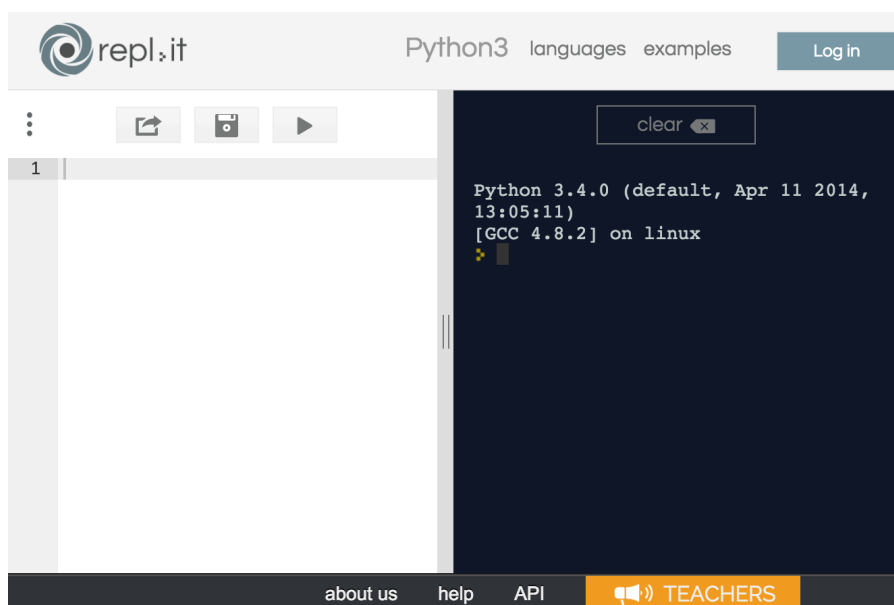 repl.it
Python3 languages examples Log in
clear
1
Python 3.4.0 (default, Apr 11 2014,
13:05:11)
[GCC 4.8.2] on linux
about us help API TEACHERS